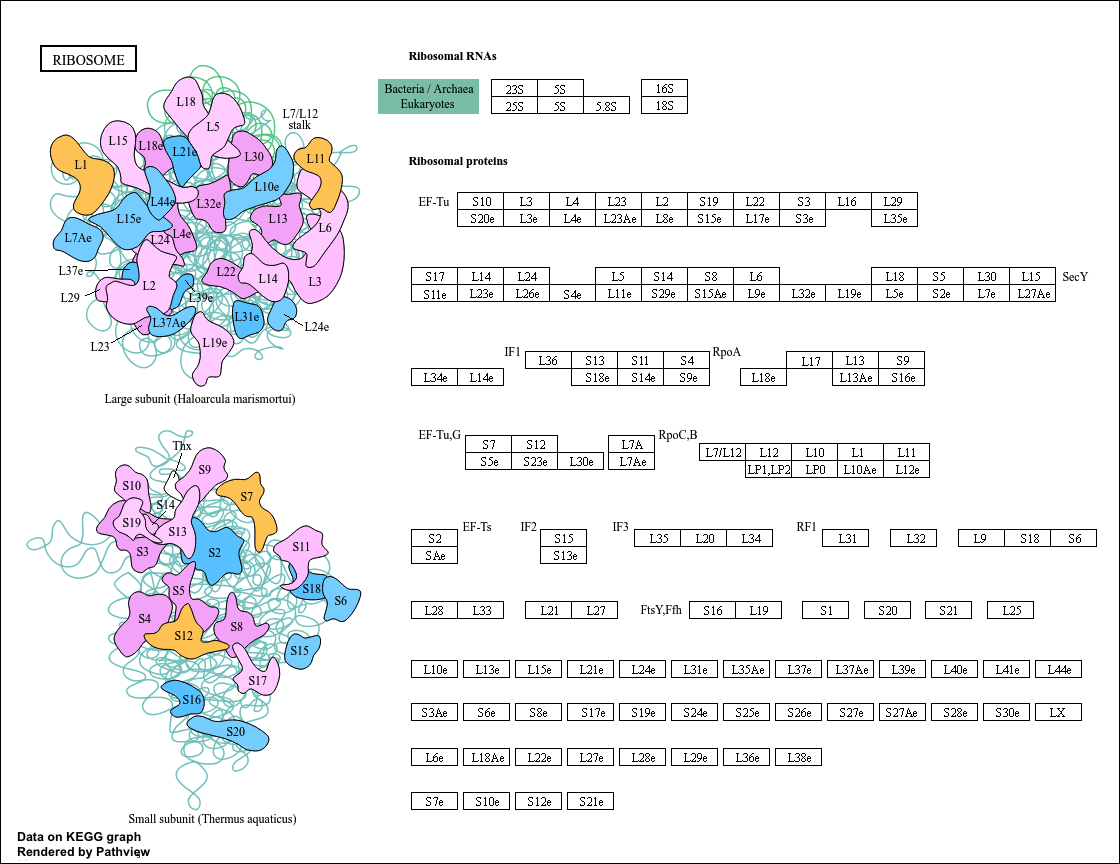 RIBOSOME
Ribosomal RNAs
Bacteria / Archaea 23S 5S 16S
Eukaryotes 25S 5S 5.8S 18S
Ribosomal proteins
EF-Tu S10 L3 L4 L23 L2 S19 L22 S3 L16 L29
S20e L3e L4e L23Ae L8e S15e L17e S3e L35e
S17 L14 L24 L5 S14 S8 L6 L18 S5 L30 L15 SecY
S11e L23e L26e S4e L11e S29e S15Ae L9e L32e L19e L5e S2e L7e L27Ae
IF1 L36 S13 S11 S4 RpoA L17 L13 S9
L34e L14e S18e S14e S9e L18e L13Ae S16e
EF-Tu,G S7 S12 L7A RpoC,B L7/L12 L12 L10 L1 L11
S5e S23e L30e L7Ae LP1,LP2 LP0 L10Ae L12e
S2 EF-Ts IF2 S15 IF3 L35 L20 L34 RF1 L31 L32 L9 S18 S6
SAe S13e
L28 L33 L21 L27 FtsY,Ffh S16 L19 S1 S20 S21 L25
L10e L13e L15e L21e L24e L31e L35Ae L37e L37Ae L39e L40e L41e L44e
S3Ae S6e S8e S17e S19e S24e S25e S26e S27e S27Ae S28e S30e LX
L6e L18Ae L22e L27e L28e L29e L36e L38e
S7e S10e S12e S21e
L18
L5
L7/L12
stalk
L15 L18e L21e L30 L11
L1
L10e
L44e L32e
L15e L13
L6
L7Ae L24 L4e
L37e L22 L14 L3
L29 L2 L39e
L37Ae L31e L24e
L23 L19e
Large subunit (Haloarcula marismortui)
Thx
S9
S10 S7
S14
S19 S13
S3 S2 S11
S5 S18 S6
S4 S12 S8
S15
S17
S16
S20
Small subunit (Thermus aquaticus)
Data on KEGG graph
Rendered by Pathview